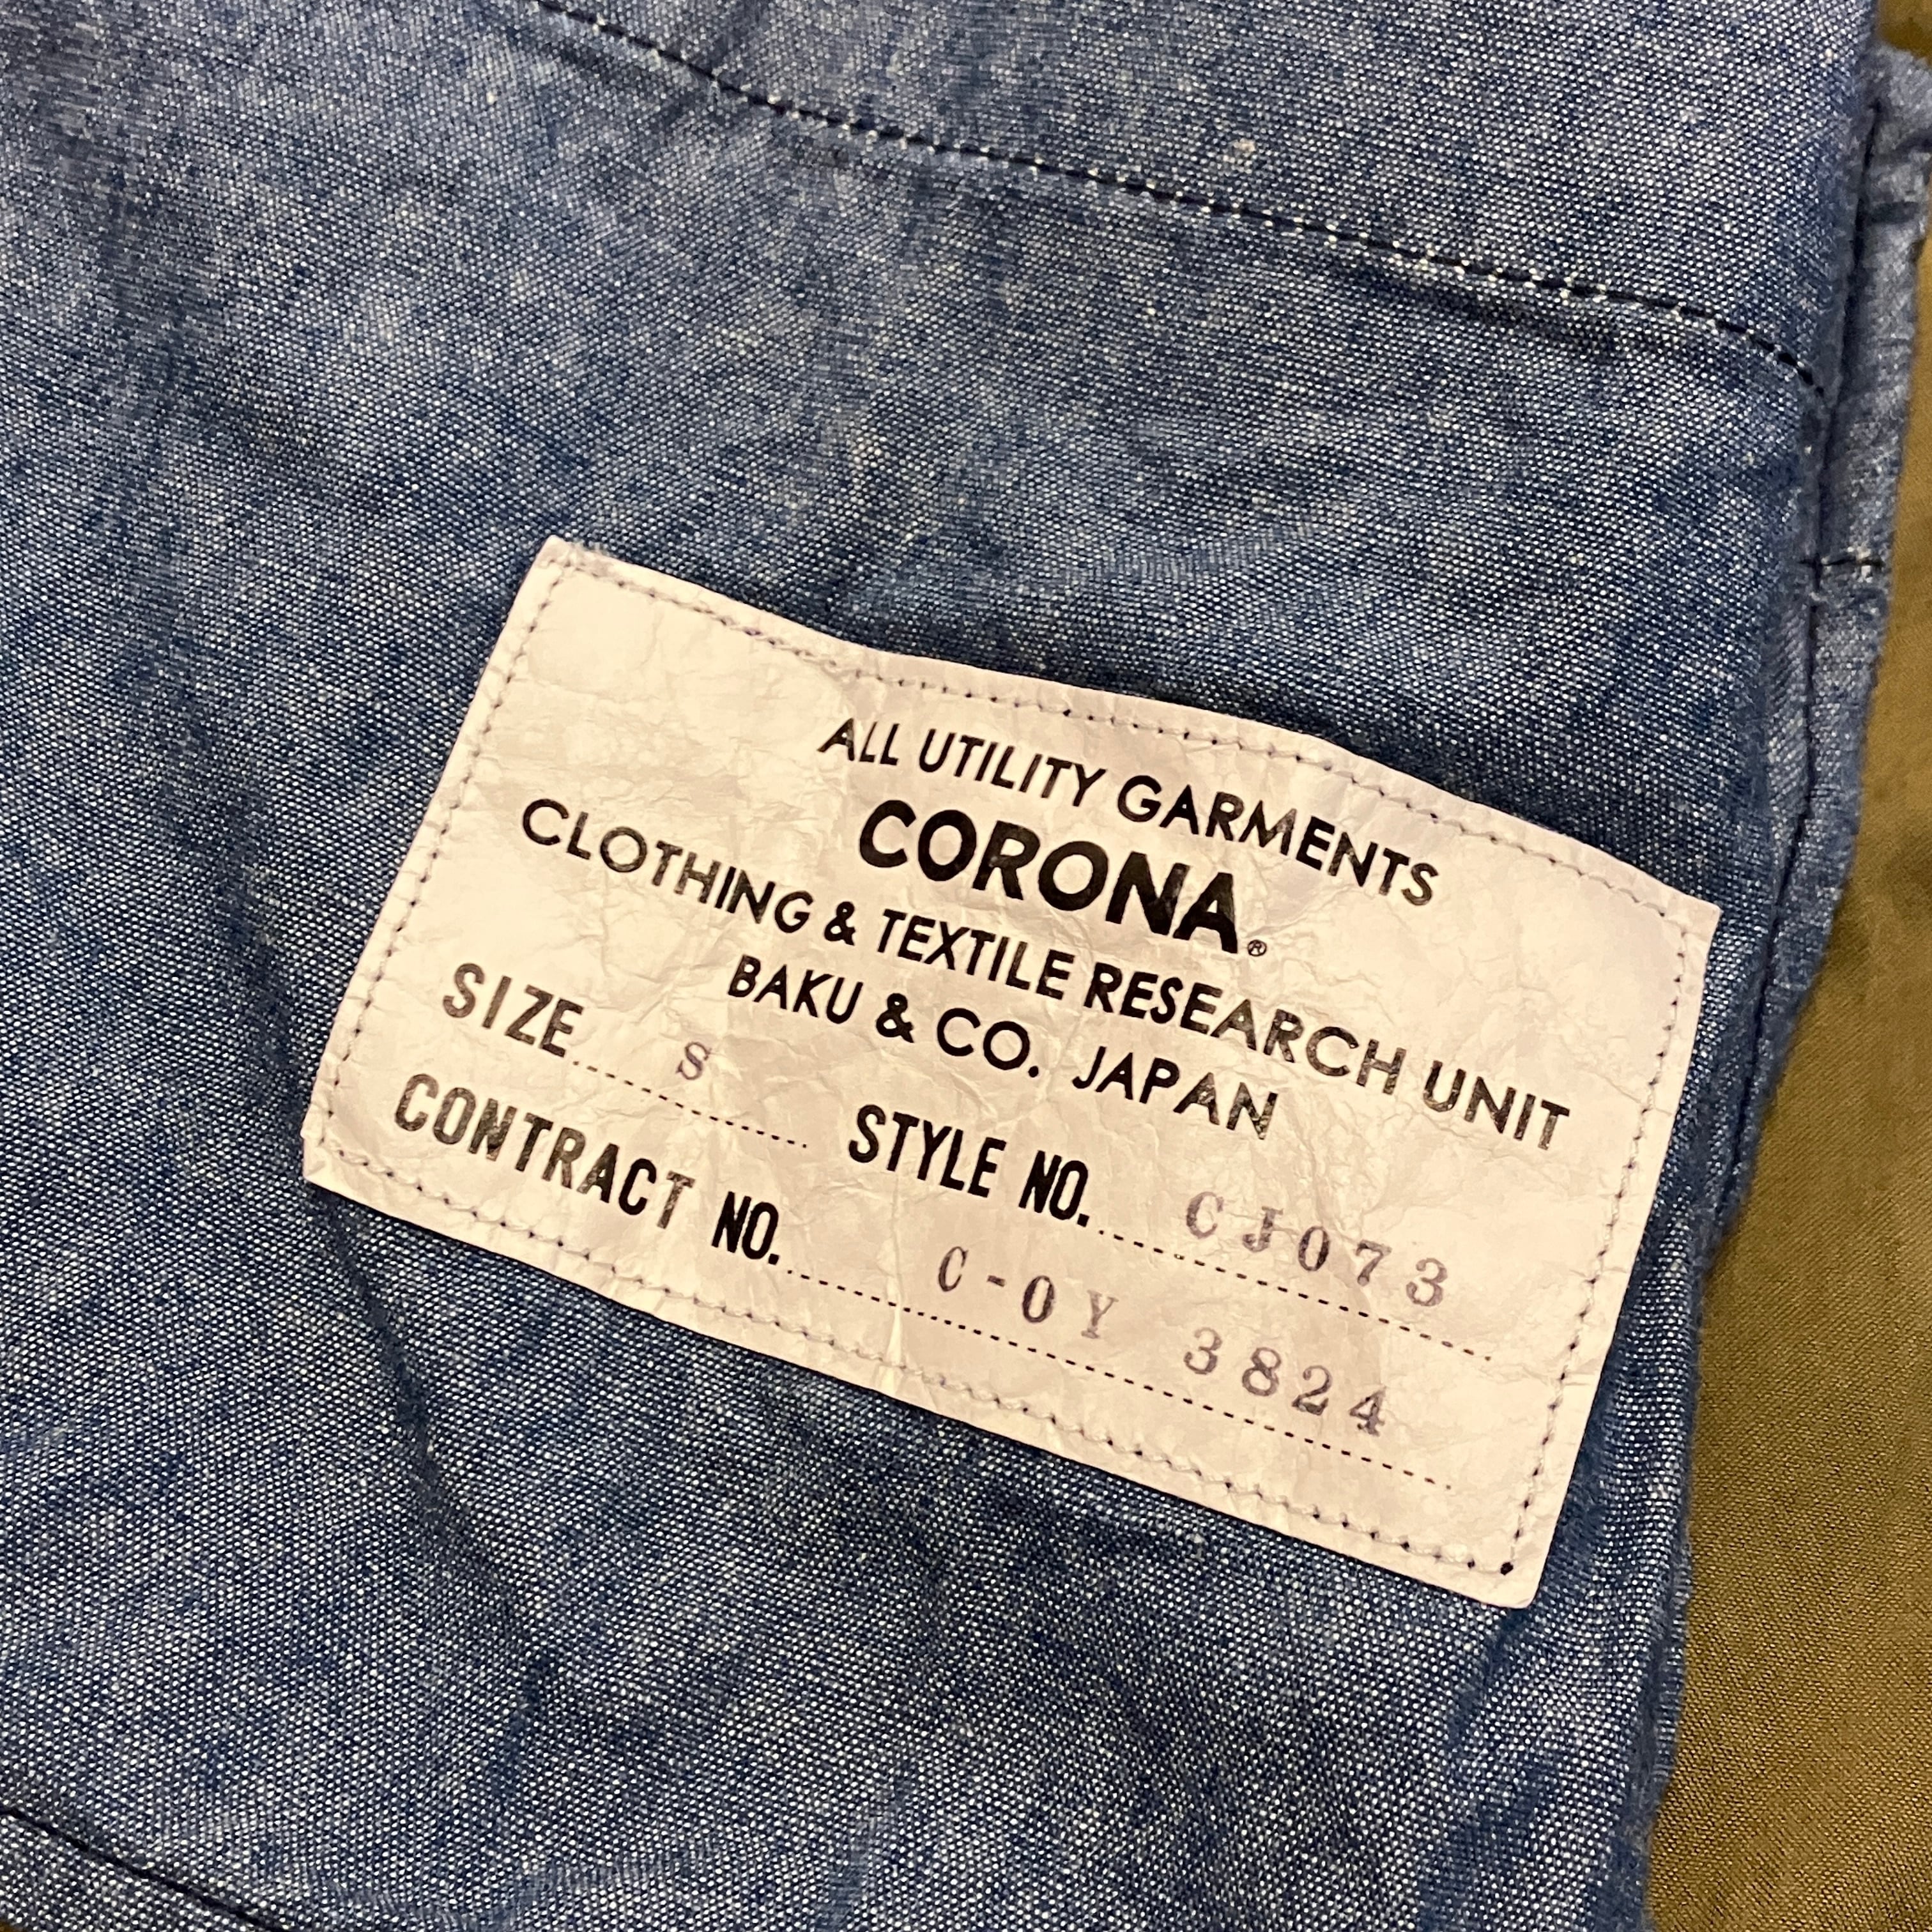 ALL UTILITY GARMENTS
CORONA®
CLOTHING & TEXTILE RESEARCH UNIT
BAKU & CO. JAPAN
SIZE S STYLE NO. CJ073
CONTRACT NO. C-0Y 3824